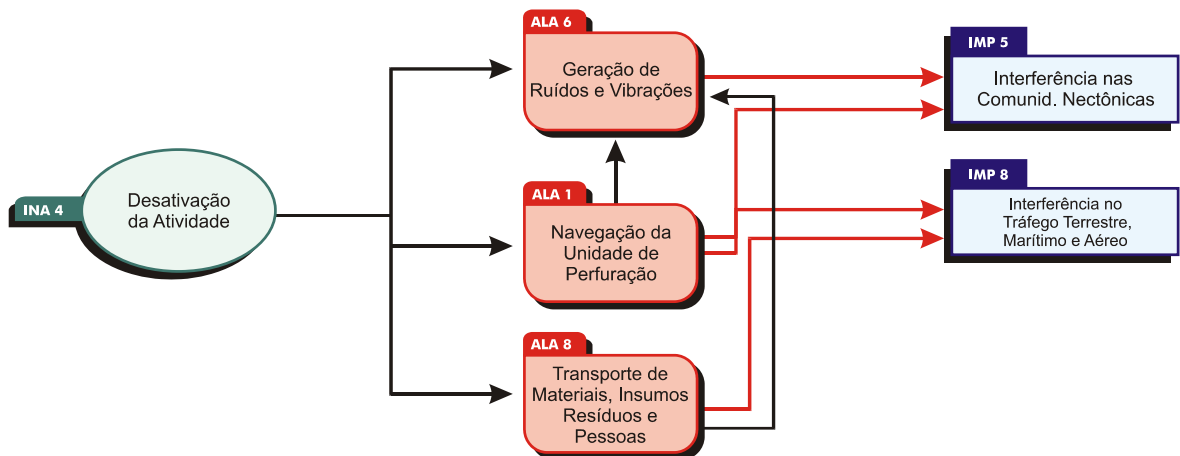 INA 4
Desativação
da Atividade
ALA 6
Geração de
Ruídos e Vibrações
ALA 1
Navegação da
Unidade de
Perfuração
ALA 8
Transporte de
Materiais, Insumos
Resíduos e
Pessoas
IMP 5
Interferência nas
Comunid. Nectônicas
IMP 8
Interferência no
Tráfego Terrestre,
Marítimo e Aéreo